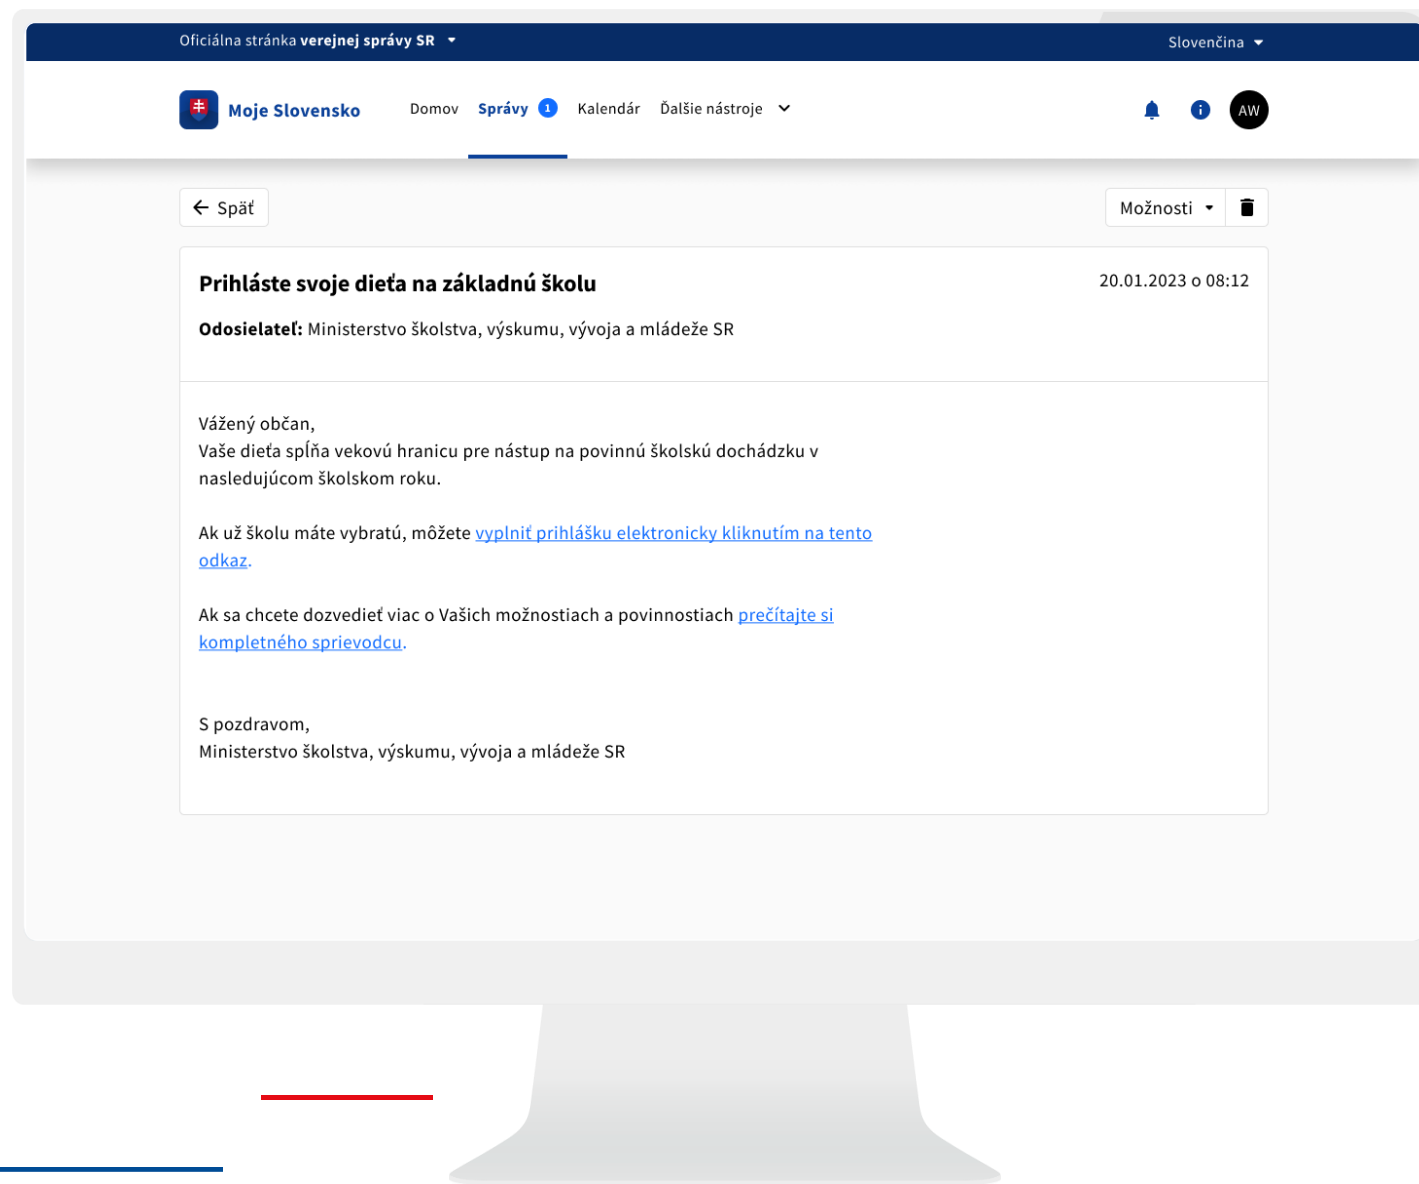 Oficiálna stránka verejnej správy SR
Slovenčina
Moje Slovensko
Domov
Správy 1
Kalendár
Ďalšie nástroje
AW
Späť
Možnosti
Prihláste svoje dieťa na základnú školu
20.01.2023 o 08:12
Odosielateľ: Ministerstvo školstva, výskumu, vývoja a mládeže SR
Vážený občan,
Vaše dieťa spĺňa vekovú hranicu pre nástup na povinnú školskú dochádzku v
nasledujúcom školskom roku.
Ak už školu máte vybratú, môžete vyplniť prihlášku elektronicky kliknutím na tento
odkaz.
Ak sa chcete dozvedieť viac o Vašich možnostiach a povinnostiach prečítajte si
kompletného sprievodcu.
S pozdravom,
Ministerstvo školstva, výskumu, vývoja a mládeže SR